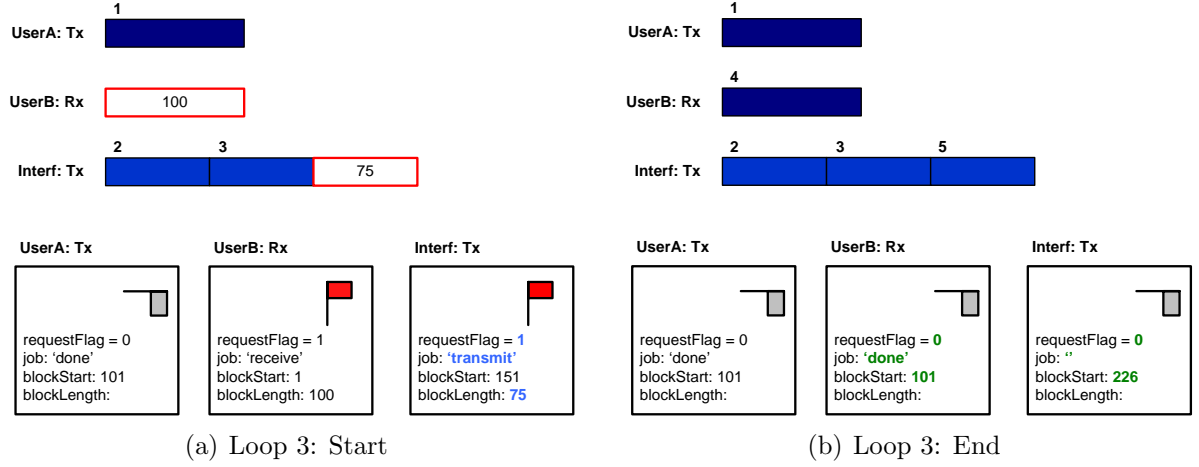 1
UserA: Tx
UserB: Rx
100
2 3
Interf: Tx
75
UserA: Tx
requestFlag = 0
job: ‘done’
blockStart: 101
blockLength:
UserB: Rx
requestFlag = 1
job: ‘receive’
blockStart: 1
blockLength: 100
Interf: Tx
requestFlag = 1
job: ‘transmit’
blockStart: 151
blockLength: 75
(a) Loop 3: Start
1
UserA: Tx
4
UserB: Rx
2 3 5
Interf: Tx
UserA: Tx
requestFlag = 0
job: ‘done’
blockStart: 101
blockLength:
UserB: Rx
requestFlag = 0
job: ‘done’
blockStart: 101
blockLength:
Interf: Tx
requestFlag = 0
job: ‘’
blockStart: 226
blockLength:
(b) Loop 3: End